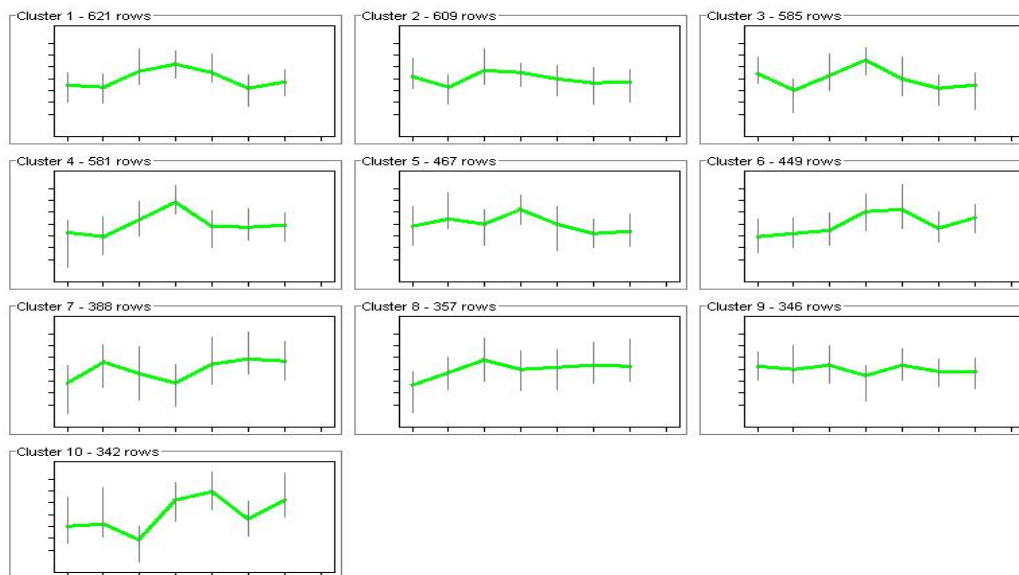 Cluster 1 - 621 rows
Cluster 2 - 609 rows
Cluster 3 - 585 rows
Cluster 4 - 581 rows
Cluster 5 - 467 rows
Cluster 6 - 449 rows
Cluster 7 - 388 rows
Cluster 8 - 357 rows
Cluster 9 - 346 rows
Cluster 10 - 342 rows